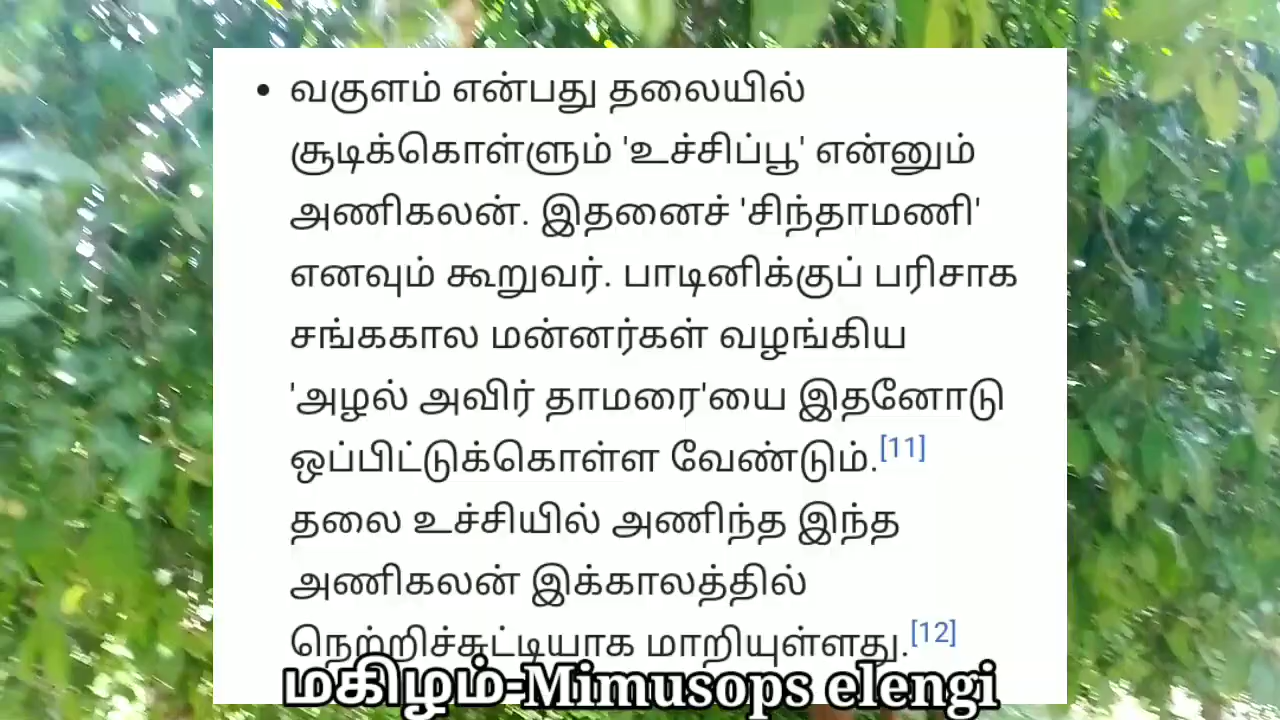 • வகுளம் என்பது தலையில்
சூடிக்கொள்ளும் 'உச்சிப்பூ' என்னும்
அணிகலன். இதனைச் 'சிந்தாமணி'
எனவும் கூறுவர். பாடினிக்குப் பரிசாக
சங்ககால மன்னர்கள் வழங்கிய
'அழல் அவிர் தாமரை'யை இதனோடு
ஒப்பிட்டுக்கொள்ள வேண்டும்.[11]
தலை உச்சியில் அணிந்த இந்த
அணிகலன் இக்காலத்தில்
நெற்றிச்சுட்டியாக மாறியுள்ளது.[12]
மகிழம்-Mimusops elengi